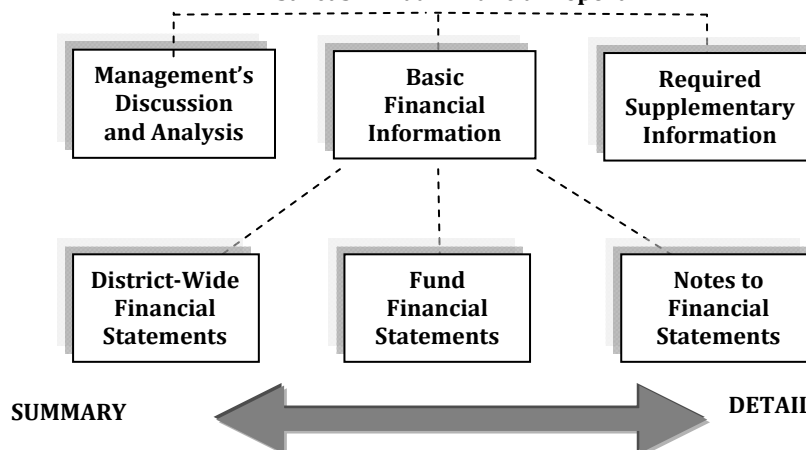 Management's
Discussion
and Analysis
Basic
Financial
Information
Required
Supplementary
Information
District-Wide
Financial
Statements
Fund
Financial
Statements
Notes to
Financial
Statements
SUMMARY
DETAIL